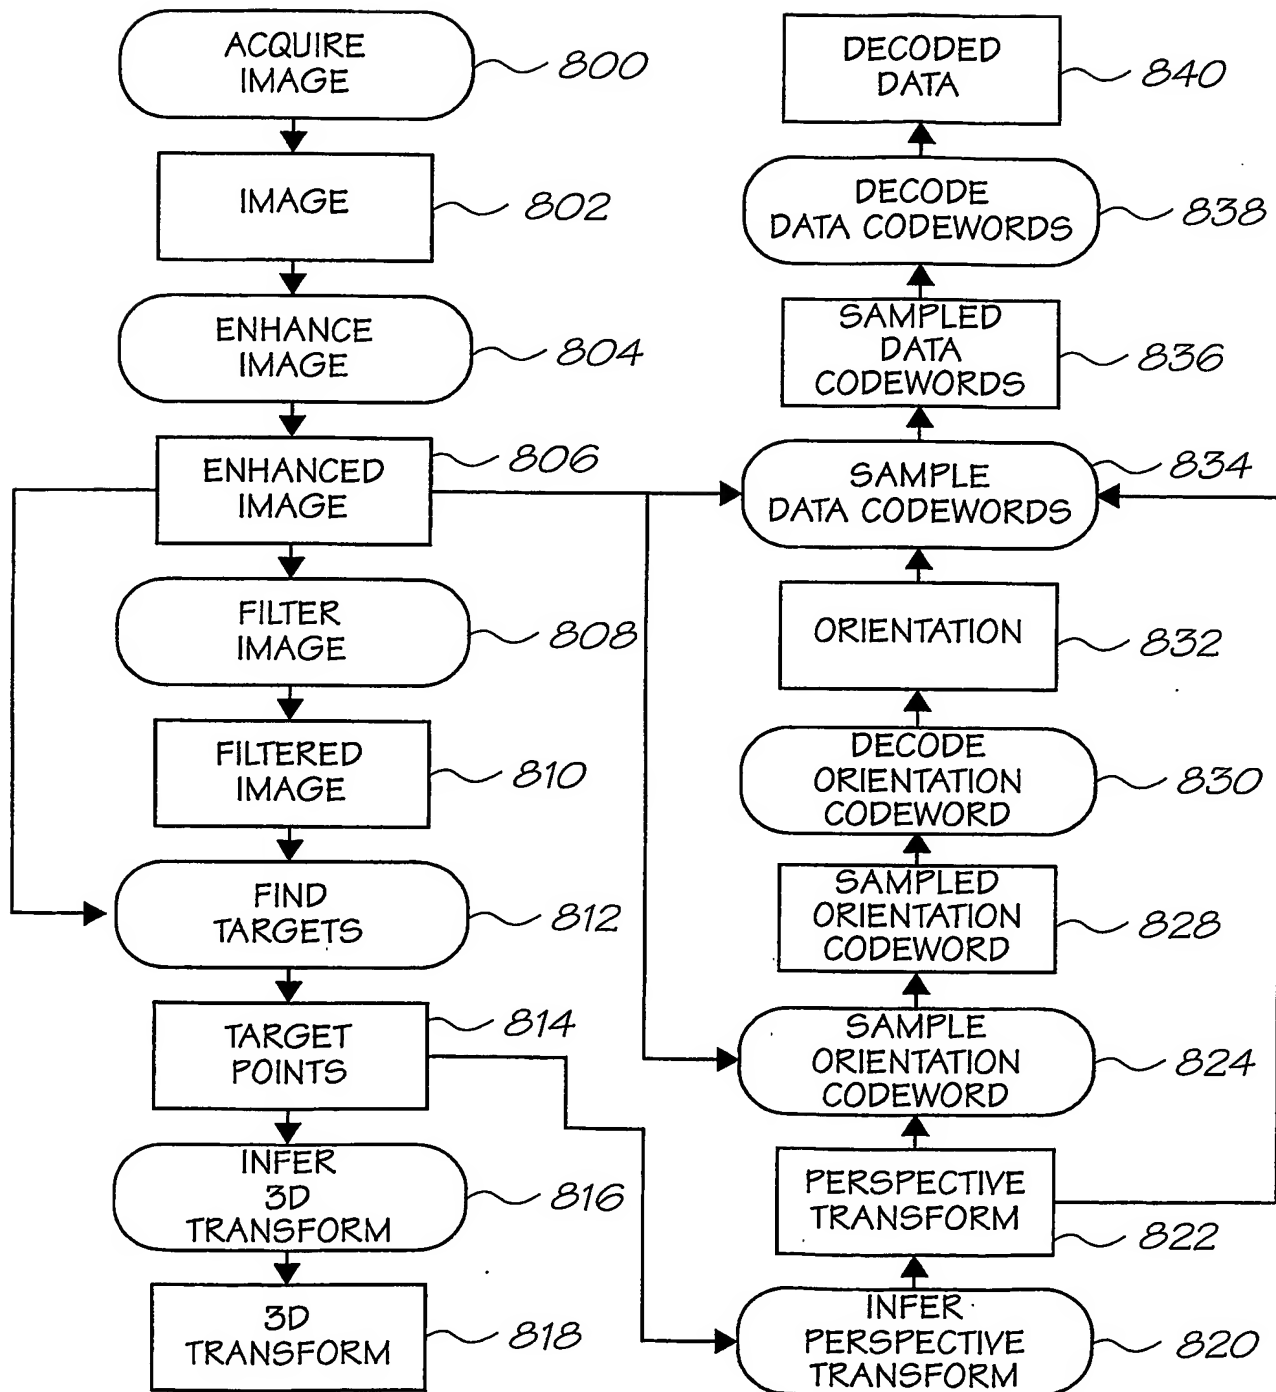 ACQUIRE
IMAGE
800
IMAGE
802
ENHANCE
IMAGE
804
ENHANCED
IMAGE
806
FILTER
IMAGE
808
FILTERED
IMAGE
810
FIND
TARGETS
812
TARGET
POINTS
814
INFER
3D
TRANSFORM
816
3D
TRANSFORM
818
DECODED
DATA
840
DECODE
DATA CODEWORDS
838
SAMPLED
DATA
CODEWORDS
836
SAMPLE
DATA CODEWORDS
834
ORIENTATION
832
DECODE
ORIENTATION
CODEWORD
830
SAMPLED
ORIENTATION
CODEWORD
828
SAMPLE
ORIENTATION
CODEWORD
824
PERSPECTIVE
TRANSFORM
822
INFER
PERSPECTIVE
TRANSFORM
820